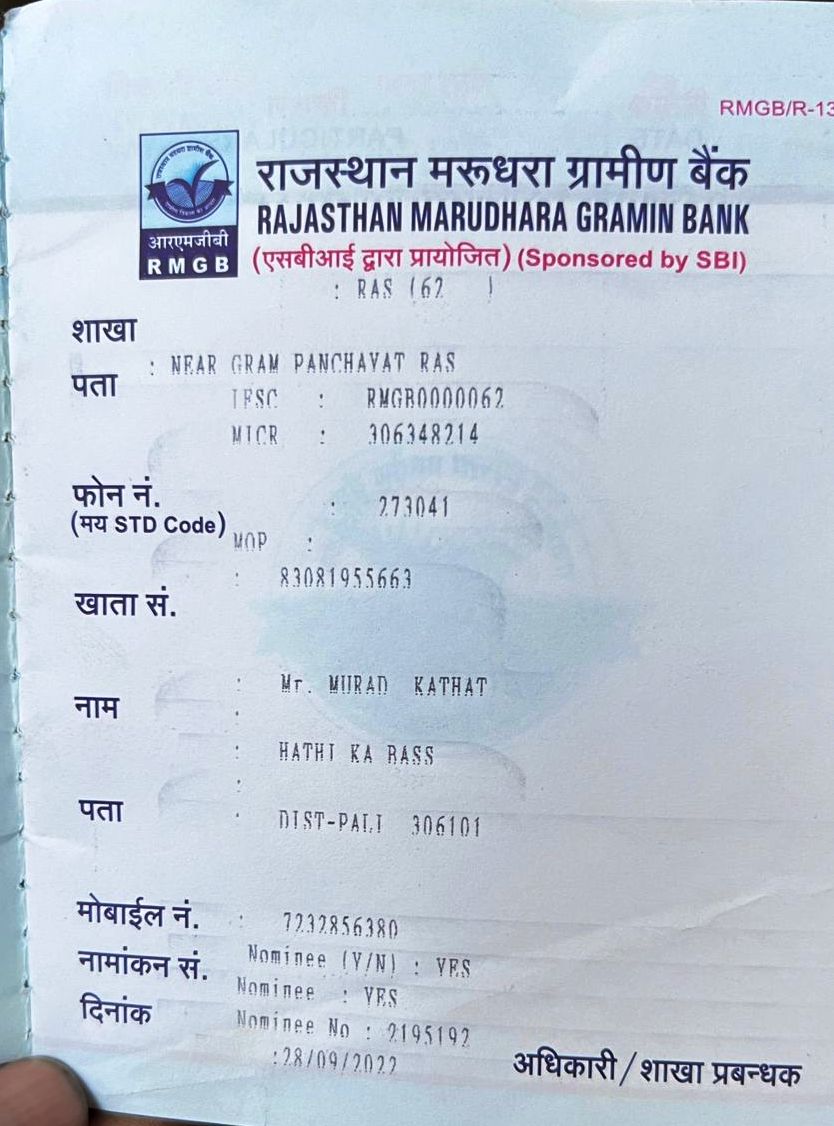 RMGB/R-13
राजस्थान मरूधरा ग्रामीण बैंक
RAJASTHAN MARUDHARA GRAMIN BANK
आरएमजीबी
RMGB
(एसबीआई द्वारा प्रायोजित) (Sponsored by SBI)
: RAS (62 )
शाखा
: NEAR GRAM PANCHAYAT RAS
पता
IFSC : RMGB0000062
MICR : 306348214
फोन नं. : 273041
(मय STD Code)
MOP :
खाता सं. : 83081955663
नाम : Mr. MURAD KATHAT
:
: HATHI KA BASS
:
पता : DIST-PALI 306101
मोबाईल नं. : 7232856380
नामांकन सं. Nominee (Y/N) : YES
Nominee : YES
दिनांक
Nominee No : 2195192
:28/09/2022
अधिकारी/शाखा प्रबन्धक